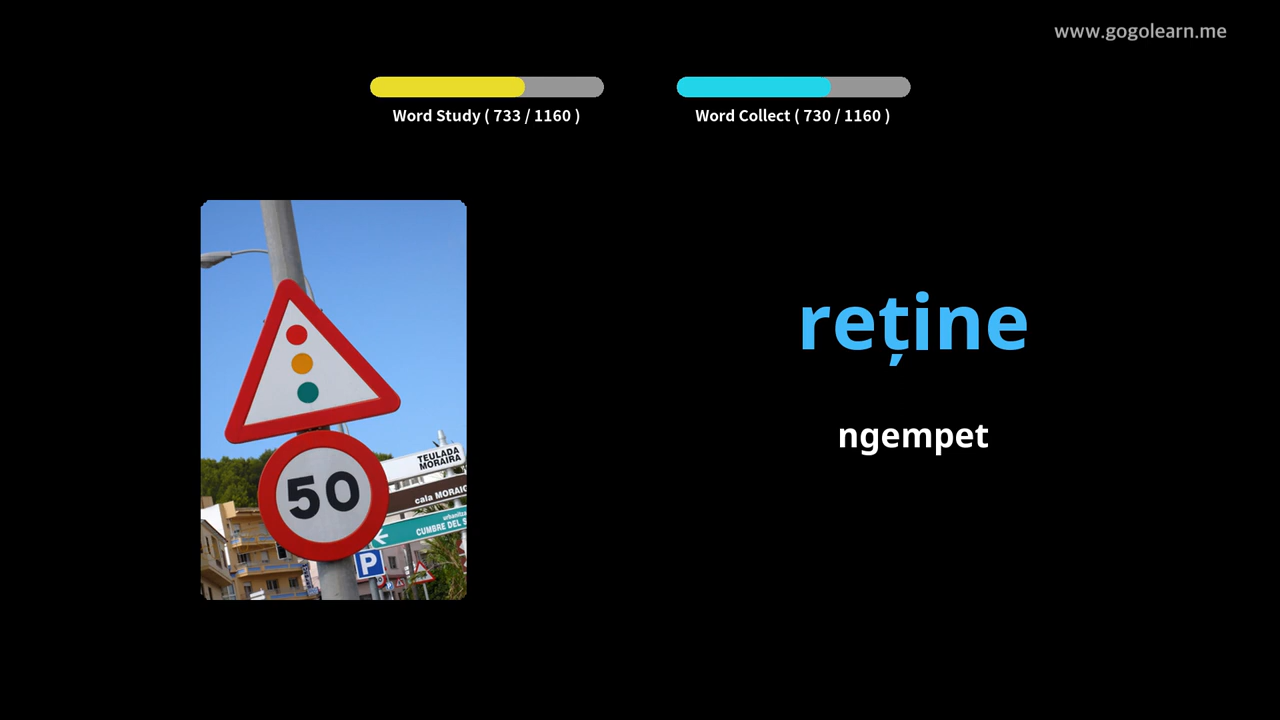 www.gogolearn.me
Word Study ( 733 / 1160 )
Word Collect ( 730 / 1160 )
reține
ngempet
50
TEULADA
MORAIRA
cala MORAIG
urbanitza
CUMBRE DEL S
P